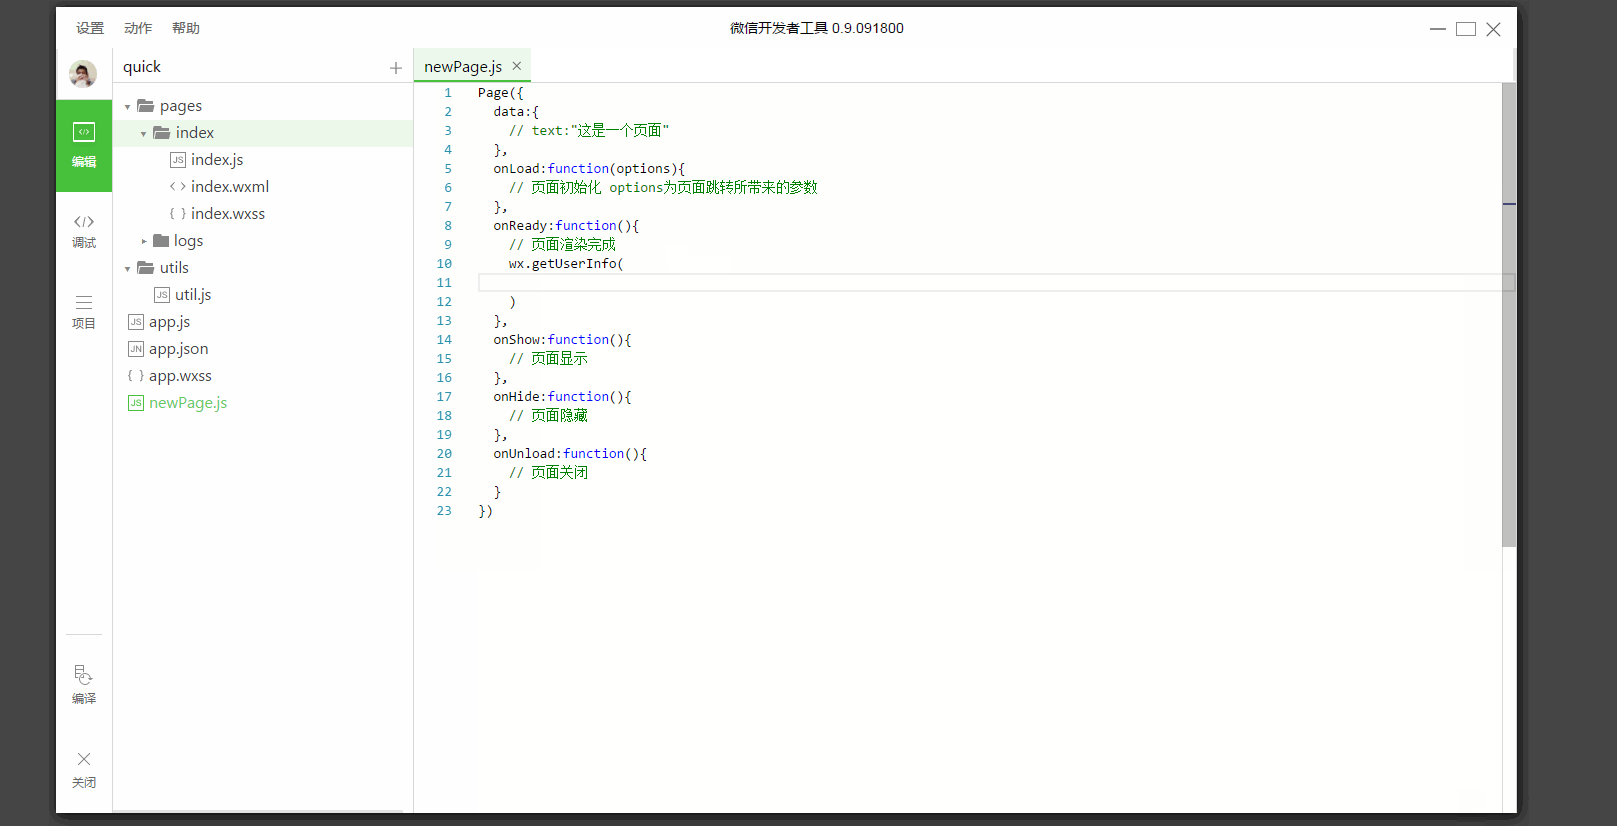 设置 动作 帮助 微信开发者工具 0.9.091800
quick
newPage.js
编辑
调试
项目
编译
关闭
pages
index
JS index.js
<> index.wxml
{ } index.wxss
logs
utils
JS util.js
JS app.js
JN app.json
{ } app.wxss
JS newPage.js
1 Page({
2 data:{
3 // text:"这是一个页面"
4 },
5 onLoad:function(options){
6 // 页面初始化 options为页面跳转所带来的参数
7 },
8 onReady:function(){
9 // 页面渲染完成
10 wx.getUserInfo(
11
12 )
13 },
14 onShow:function(){
15 // 页面显示
16 },
17 onHide:function(){
18 // 页面隐藏
19 },
20 onUnload:function(){
21 // 页面关闭
22 }
23 })